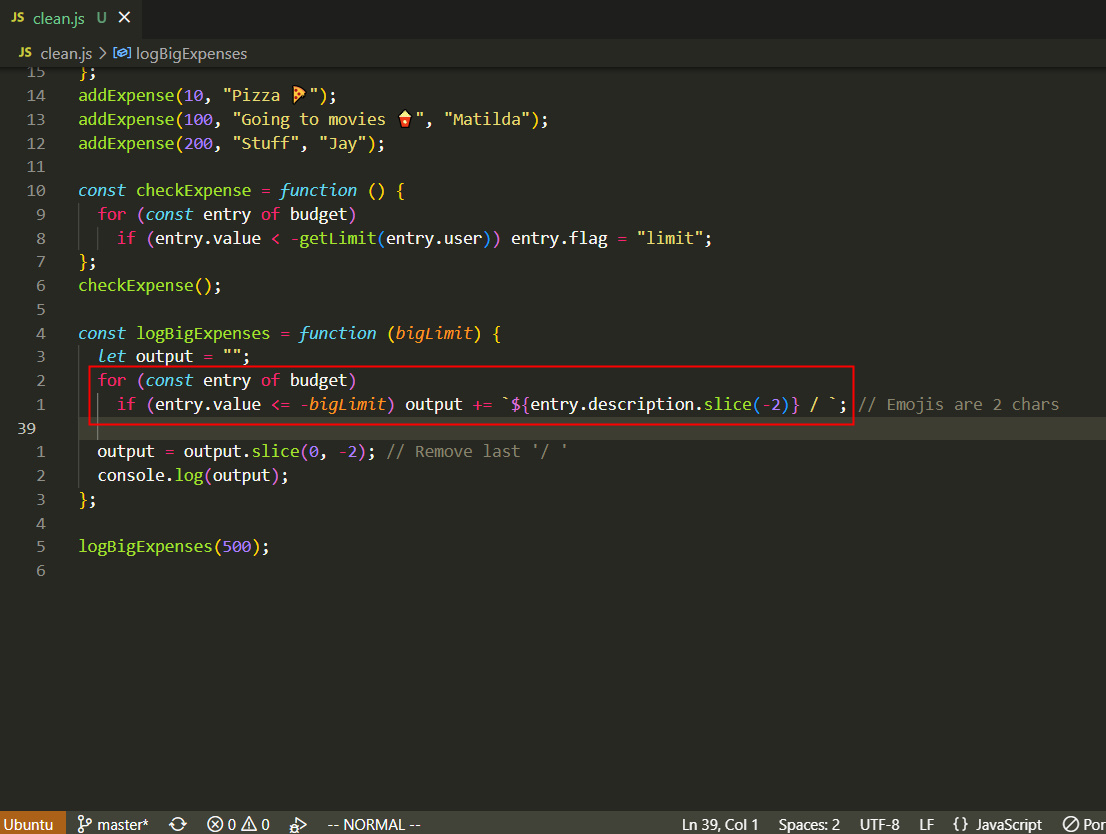 JS clean.js U ✕
JS clean.js > logBigExpenses
15 };
14 addExpense(10, "Pizza 🍕");
13 addExpense(100, "Going to movies 🍿", "Matilda");
12 addExpense(200, "Stuff", "Jay");
11
10 const checkExpense = function () {
9 for (const entry of budget)
8 if (entry.value < -getLimit(entry.user)) entry.flag = "limit";
7 };
6 checkExpense();
5
4 const logBigExpenses = function (bigLimit) {
3 let output = "";
2 for (const entry of budget)
1 if (entry.value <= -bigLimit) output += `${entry.description.slice(-2)} / `; // Emojis are 2 chars
39
1 output = output.slice(0, -2); // Remove last '/ '
2 console.log(output);
3 };
4
5 logBigExpenses(500);
6
Ubuntu master* 0 0 -- NORMAL -- Ln 39, Col 1 Spaces: 2 UTF-8 LF {} JavaScript Por